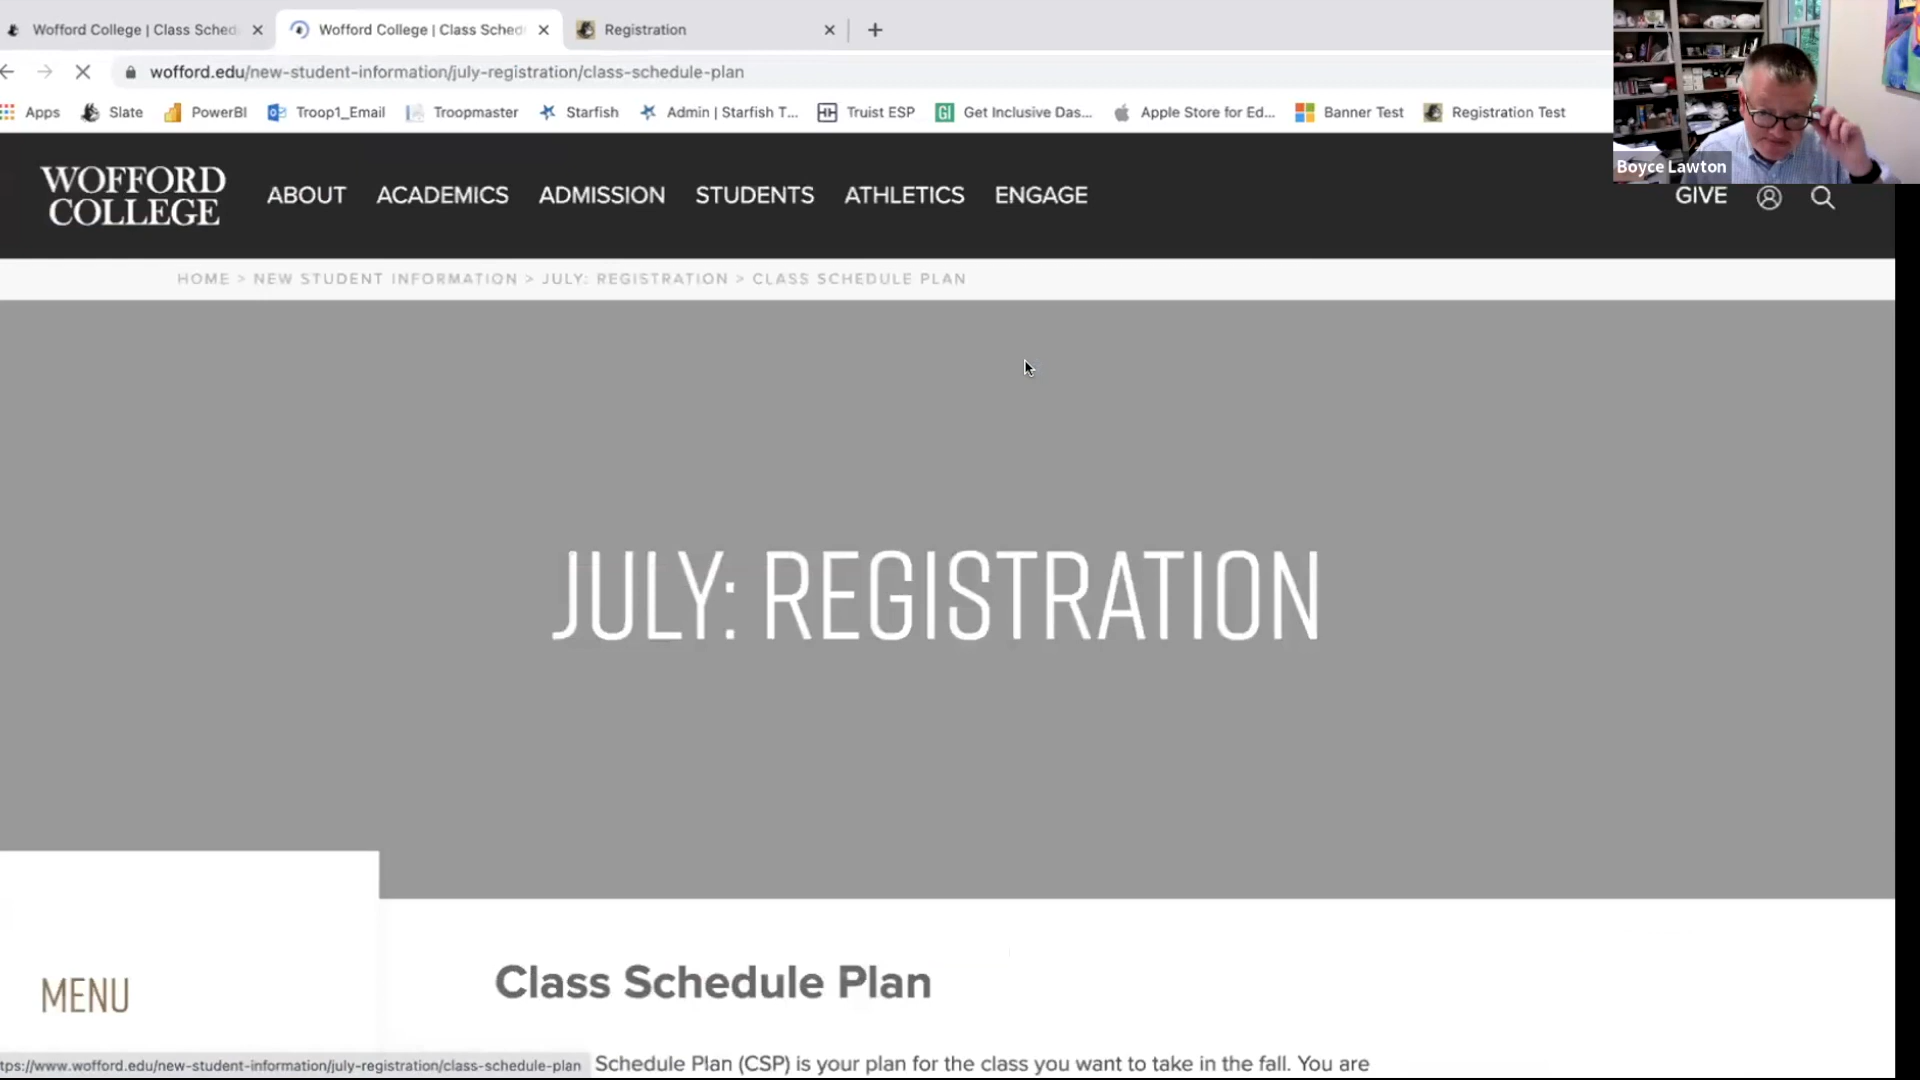 Wofford College | Class Sched
Wofford College | Class Sched
Registration
wofford.edu/new-student-information/july-registration/class-schedule-plan
Apps
Slate
PowerBI
Troop1_Email
Troopmaster
Starfish
Admin | Starfish T...
Truist ESP
GI
Get Inclusive Das...
Apple Store for Ed...
Banner Test
Registration Test
Boyce Lawton
WOFFORD
COLLEGE
ABOUT
ACADEMICS
ADMISSION
STUDENTS
ATHLETICS
ENGAGE
GIVE
HOME > NEW STUDENT INFORMATION > JULY: REGISTRATION > CLASS SCHEDULE PLAN
JULY: REGISTRATION
Class Schedule Plan
MENU
Schedule Plan (CSP) is your plan for the class you want to take in the fall. You are
tps://www.wofford.edu/new-student-information/july-registration/class-schedule-plan